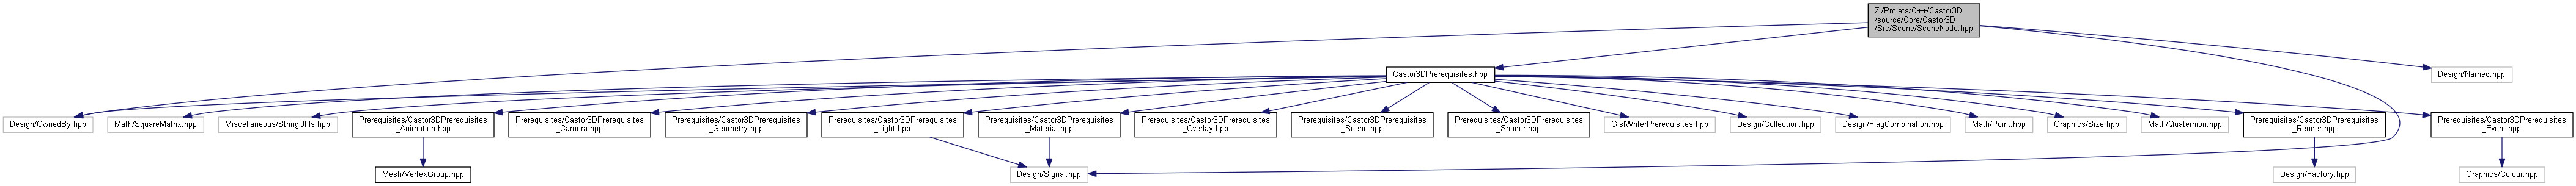 Z:/Projets/C++/Castor3D
/source/Core/Castor3D
/Src/Scene/SceneNode.hpp
Castor3DPrerequisites.hpp
Design/Named.hpp
Design/OwnedBy.hpp
Math/SquareMatrix.hpp
Miscellaneous/StringUtils.hpp
Prerequisites/Castor3DPrerequisites
_Animation.hpp
Prerequisites/Castor3DPrerequisites
_Camera.hpp
Prerequisites/Castor3DPrerequisites
_Geometry.hpp
Prerequisites/Castor3DPrerequisites
_Light.hpp
Prerequisites/Castor3DPrerequisites
_Material.hpp
Prerequisites/Castor3DPrerequisites
_Overlay.hpp
Prerequisites/Castor3DPrerequisites
_Scene.hpp
Prerequisites/Castor3DPrerequisites
_Shader.hpp
GlslWriterPrerequisites.hpp
Design/Collection.hpp
Design/FlagCombination.hpp
Math/Point.hpp
Graphics/Size.hpp
Math/Quaternion.hpp
Prerequisites/Castor3DPrerequisites
_Render.hpp
Prerequisites/Castor3DPrerequisites
_Event.hpp
Mesh/VertexGroup.hpp
Design/Signal.hpp
Design/Factory.hpp
Graphics/Colour.hpp